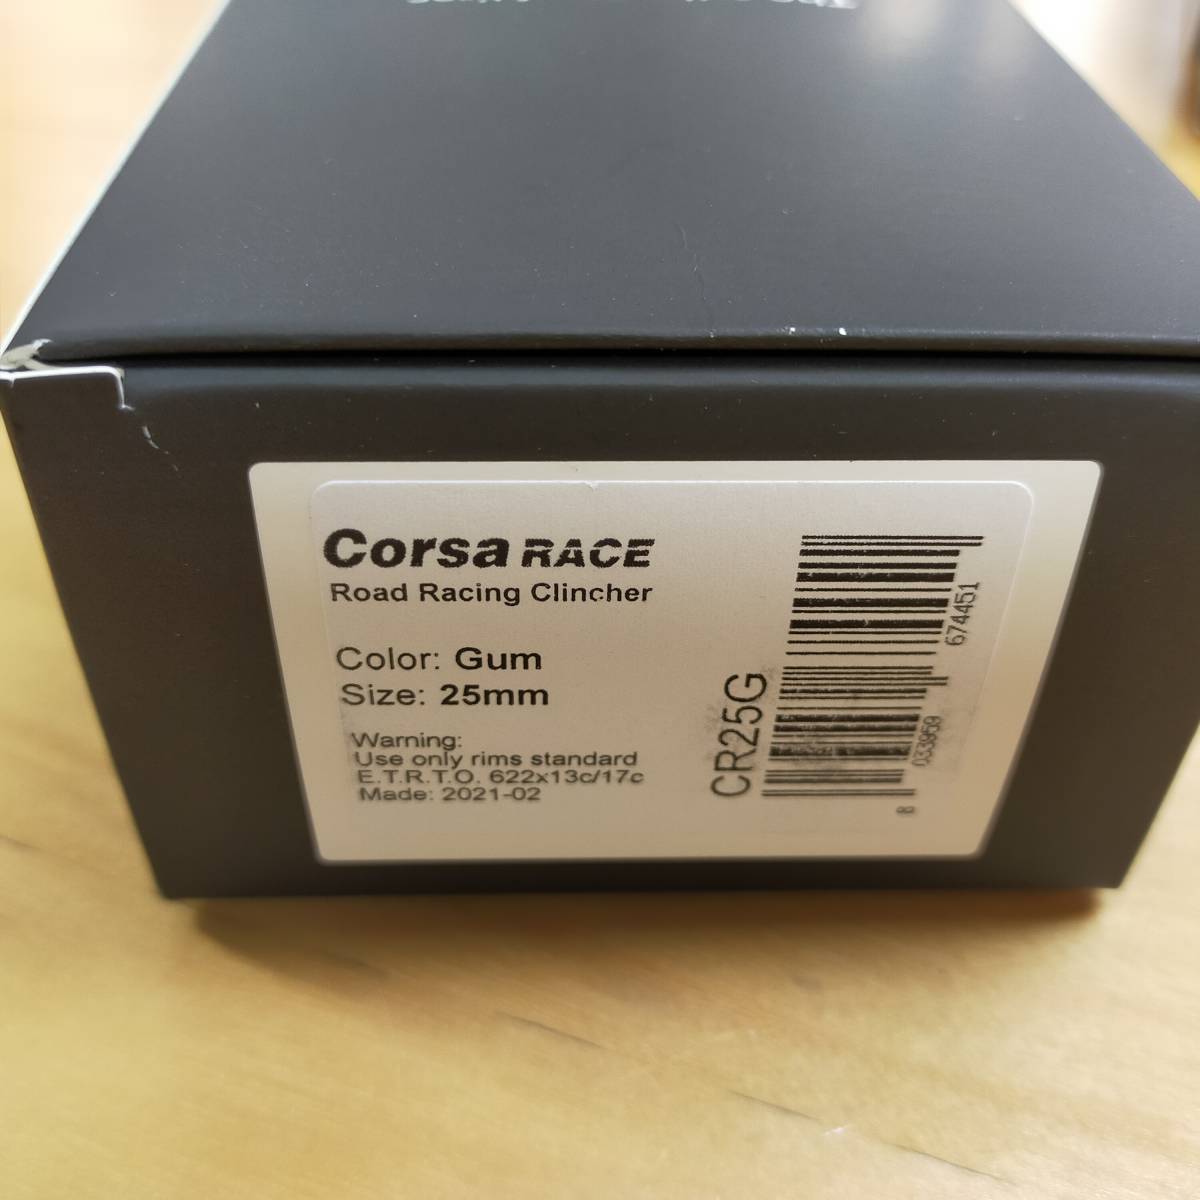 Corsa RACE
Road Racing Clincher
Color: Gum
Size: 25mm
Warning:
Use only rims standard
E.T.R.T.O. 622x13c/17c
Made: 2021-02
CR25G
8 033959 674451